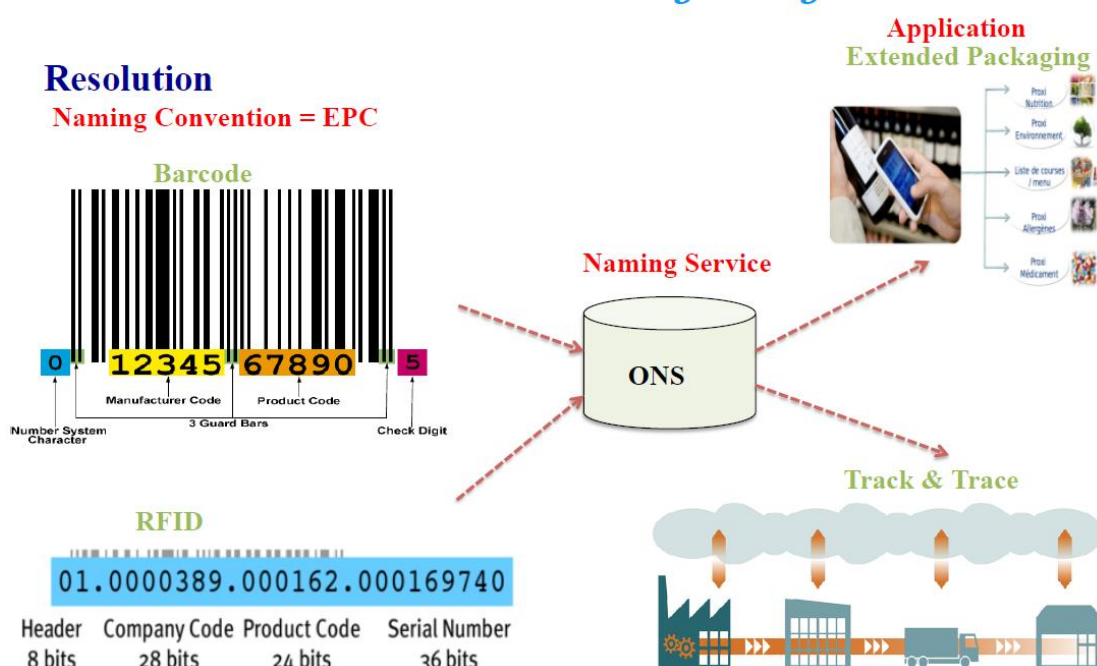 Application
Extended Packaging
Resolution
Naming Convention = EPC
Proxi
Nutrition
Proxi
Environnement
Liste de courses
/ menu
Proxi
Allergènes
Proxi
Médicament
Barcode
0 12345 67890 5
Manufacturer Code
Product Code
3 Guard Bars
Number System
Character
Check Digit
Naming Service
ONS
Track & Trace
RFID
01.0000389.000162.000169740
Header Company Code Product Code Serial Number
8 bits 28 bits 24 bits 36 bits